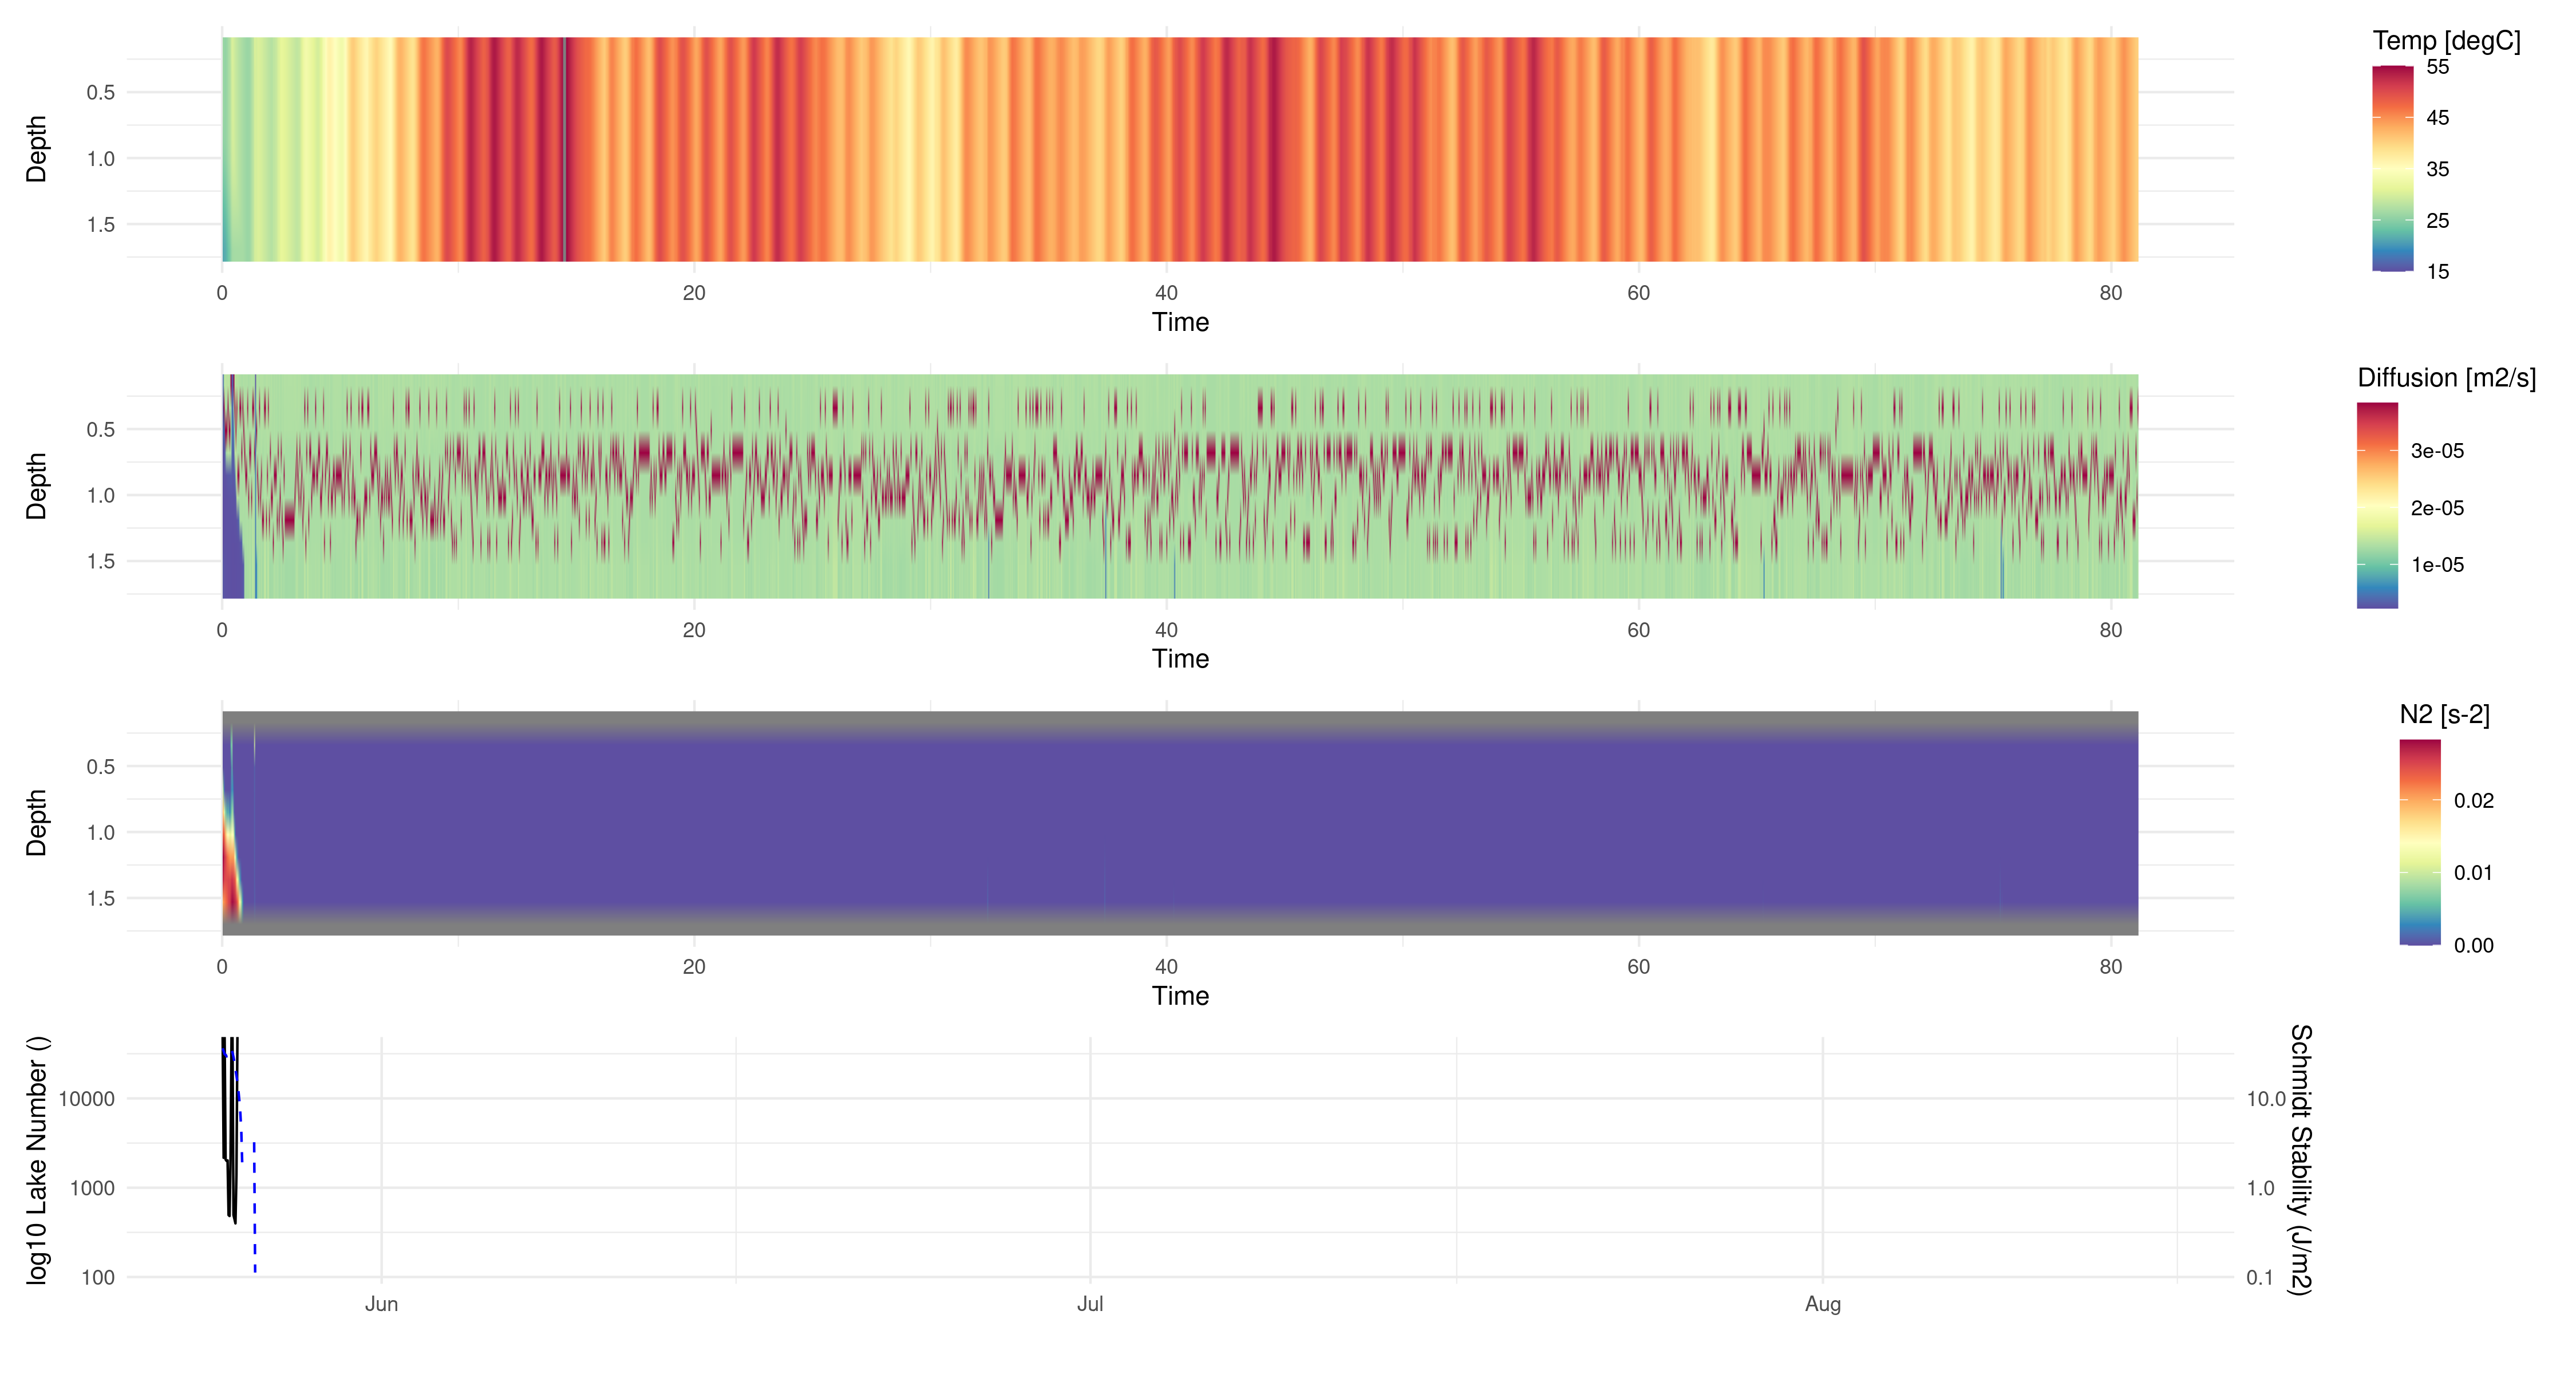 Temp [degC]
55
45
35
25
15
Depth
0.5
1.0
1.5
0 20 40 60 80
Time
Diffusion [m2/s]
3e-05
2e-05
1e-05
Depth
0.5
1.0
1.5
0 20 40 60 80
Time
N2 [s-2]
0.02
0.01
0.00
Depth
0.5
1.0
1.5
0 20 40 60 80
Time
log10 Lake Number ()
10000
1000
100
Schmidt Stability (J/m2)
10.0
1.0
0.1
Jun Jul Aug